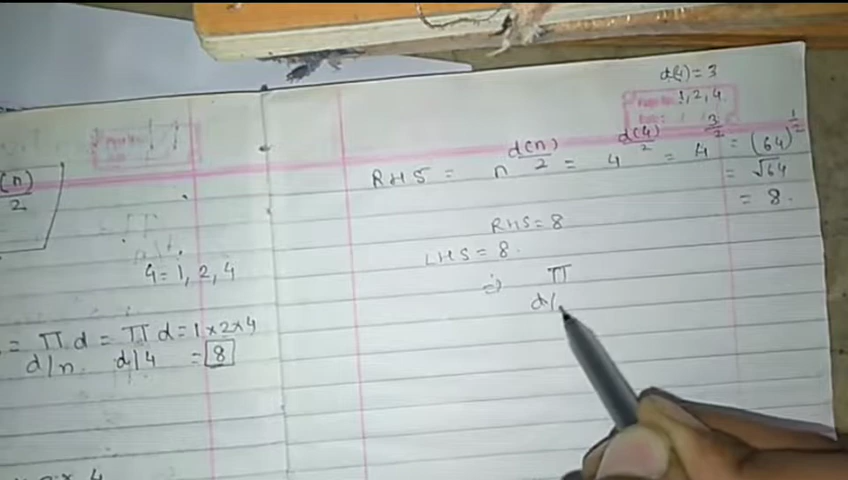 (n)
2
4 = 1, 2, 4
= π d = π d = 1 × 2 × 4
d/n. d/4 = 8
4
d(4) = 3
1, 2, 4.
RHS = n^(d(n)/2) = 4^(d(4)/2) = 4^(3/2) = (64)^(1/2)
= √64
= 8.
RHS = 8
LHS = 8.
⇒ π
d/